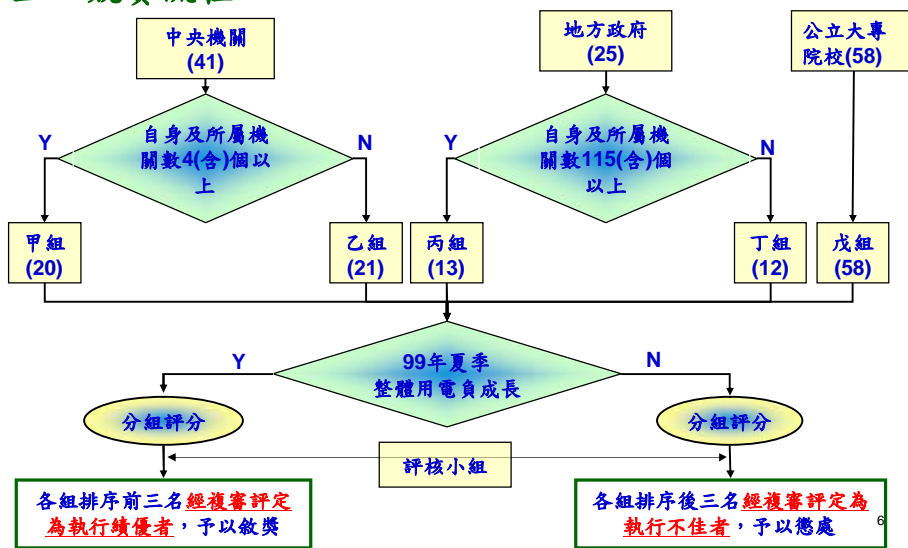 中央機關
(41)
地方政府
(25)
公立大專
院校(58)
Y
自身及所屬機
關數4(含)個以
上
N
Y
自身及所屬機
關數115(含)個
以上
N
甲組
(20)
乙組
(21)
丙組
(13)
丁組
(12)
戊組
(58)
Y
99年夏季
整體用電負成長
N
分組評分
分組評分
評核小組
各組排序前三名經複審評定
為執行績優者，予以敘獎
各組排序後三名經複審評定為
執行不佳者，予以懲處
6